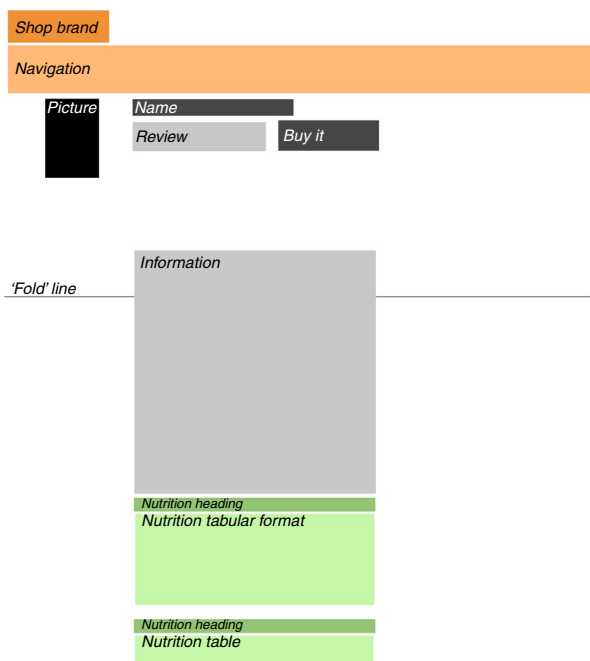 Shop brand
Navigation
Picture
Name
Review
Buy it
Information
'Fold' line
Nutrition heading
Nutrition tabular format
Nutrition heading
Nutrition table